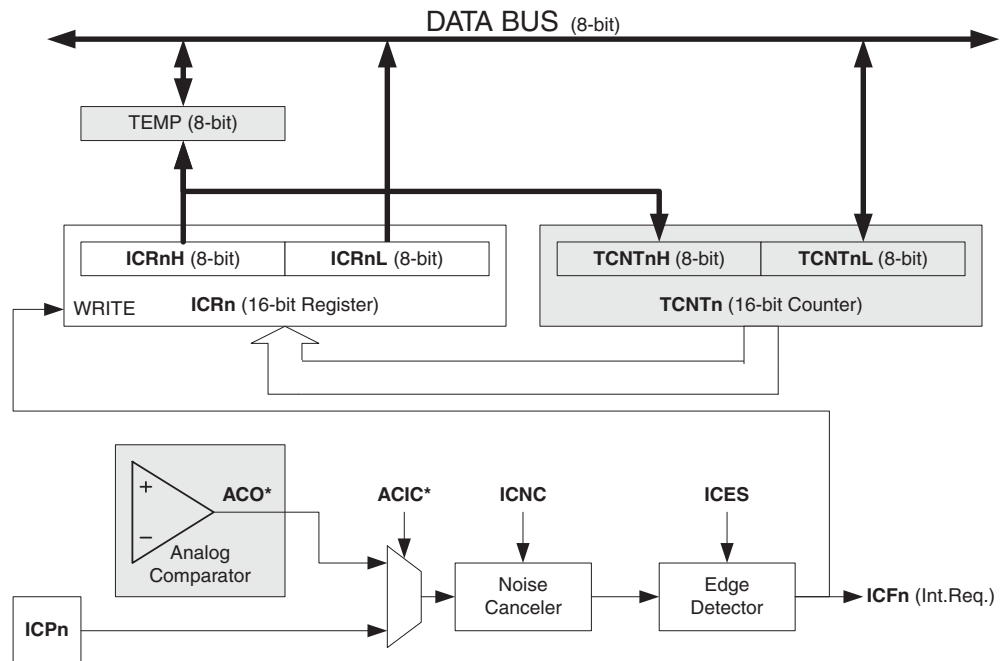 DATA BUS (8-bit)
TEMP (8-bit)
ICRnH (8-bit)
ICRnL (8-bit)
TCNTnH (8-bit)
TCNTnL (8-bit)
WRITE
ICRn (16-bit Register)
TCNTn (16-bit Counter)
+
ACO*
ACIC*
ICNC
ICES
−
Analog
Comparator
Noise
Canceler
Edge
Detector
ICFn (Int.Req.)
ICPn